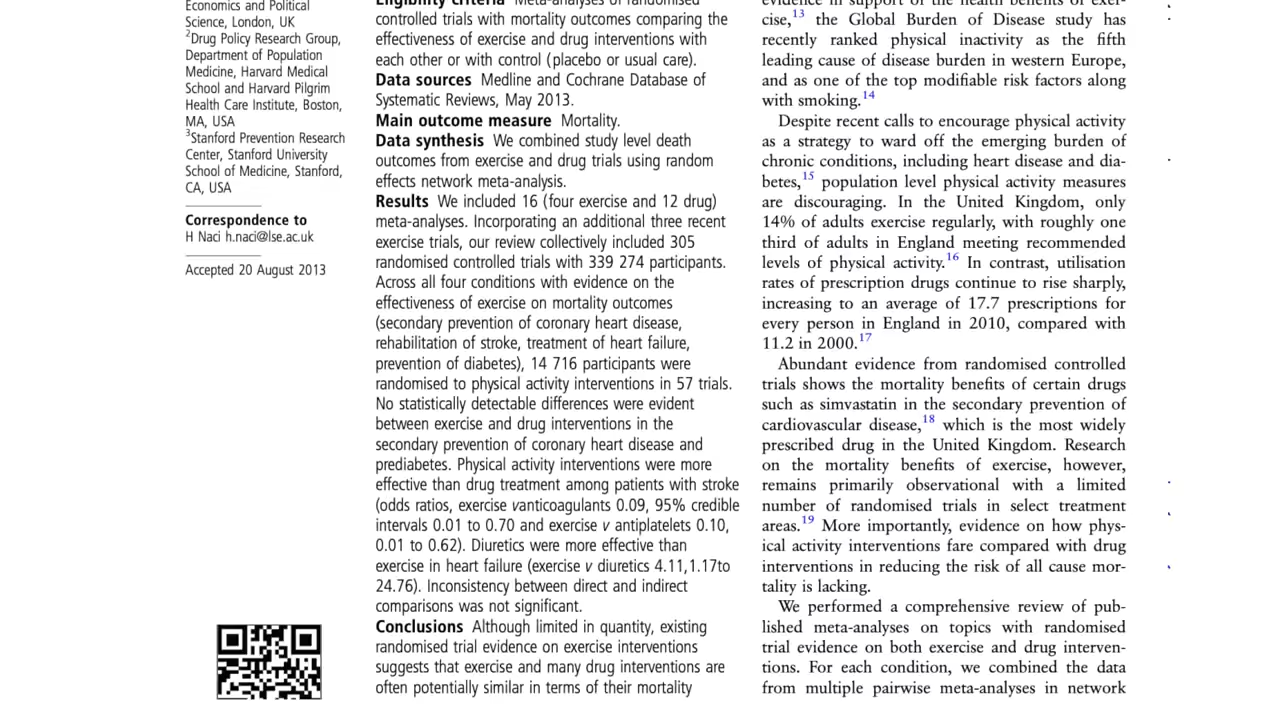 Economics and Political
Science, London, UK
2Drug Policy Research Group,
Department of Population
Medicine, Harvard Medical
School and Harvard Pilgrim
Health Care Institute, Boston,
MA, USA
3Stanford Prevention Research
Center, Stanford University
School of Medicine, Stanford,
CA, USA
Correspondence to
H Naci h.naci@lse.ac.uk
Accepted 20 August 2013
Eligibility criteria Meta-analyses of randomised
controlled trials with mortality outcomes comparing the
effectiveness of exercise and drug interventions with
each other or with control (placebo or usual care).
Data sources Medline and Cochrane Database of
Systematic Reviews, May 2013.
Main outcome measure Mortality.
Data synthesis We combined study level death
outcomes from exercise and drug trials using random
effects network meta-analysis.
Results We included 16 (four exercise and 12 drug)
meta-analyses. Incorporating an additional three recent
exercise trials, our review collectively included 305
randomised controlled trials with 339 274 participants.
Across all four conditions with evidence on the
effectiveness of exercise on mortality outcomes
(secondary prevention of coronary heart disease,
rehabilitation of stroke, treatment of heart failure,
prevention of diabetes), 14 716 participants were
randomised to physical activity interventions in 57 trials.
No statistically detectable differences were evident
between exercise and drug interventions in the
secondary prevention of coronary heart disease and
prediabetes. Physical activity interventions were more
effective than drug treatment among patients with stroke
(odds ratios, exercise vanticoagulants 0.09, 95% credible
intervals 0.01 to 0.70 and exercise v antiplatelets 0.10,
0.01 to 0.62). Diuretics were more effective than
exercise in heart failure (exercise v diuretics 4.11,1.17to
24.76). Inconsistency between direct and indirect
comparisons was not significant.
Conclusions Although limited in quantity, existing
randomised trial evidence on exercise interventions
suggests that exercise and many drug interventions are
often potentially similar in terms of their mortality
evidence in support of the health benefits of exer-
cise,13 the Global Burden of Disease study has
recently ranked physical inactivity as the fifth
leading cause of disease burden in western Europe,
and as one of the top modifiable risk factors along
with smoking.14
Despite recent calls to encourage physical activity
as a strategy to ward off the emerging burden of
chronic conditions, including heart disease and dia-
betes,15 population level physical activity measures
are discouraging. In the United Kingdom, only
14% of adults exercise regularly, with roughly one
third of adults in England meeting recommended
levels of physical activity.16 In contrast, utilisation
rates of prescription drugs continue to rise sharply,
increasing to an average of 17.7 prescriptions for
every person in England in 2010, compared with
11.2 in 2000.17
Abundant evidence from randomised controlled
trials shows the mortality benefits of certain drugs
such as simvastatin in the secondary prevention of
cardiovascular disease,18 which is the most widely
prescribed drug in the United Kingdom. Research
on the mortality benefits of exercise, however,
remains primarily observational with a limited
number of randomised trials in select treatment
areas.19 More importantly, evidence on how phys-
ical activity interventions fare compared with drug
interventions in reducing the risk of all cause mor-
tality is lacking.
We performed a comprehensive review of pub-
lished meta-analyses on topics with randomised
trial evidence on both exercise and drug interven-
tions. For each condition, we combined the data
from multiple pairwise meta-analyses in network